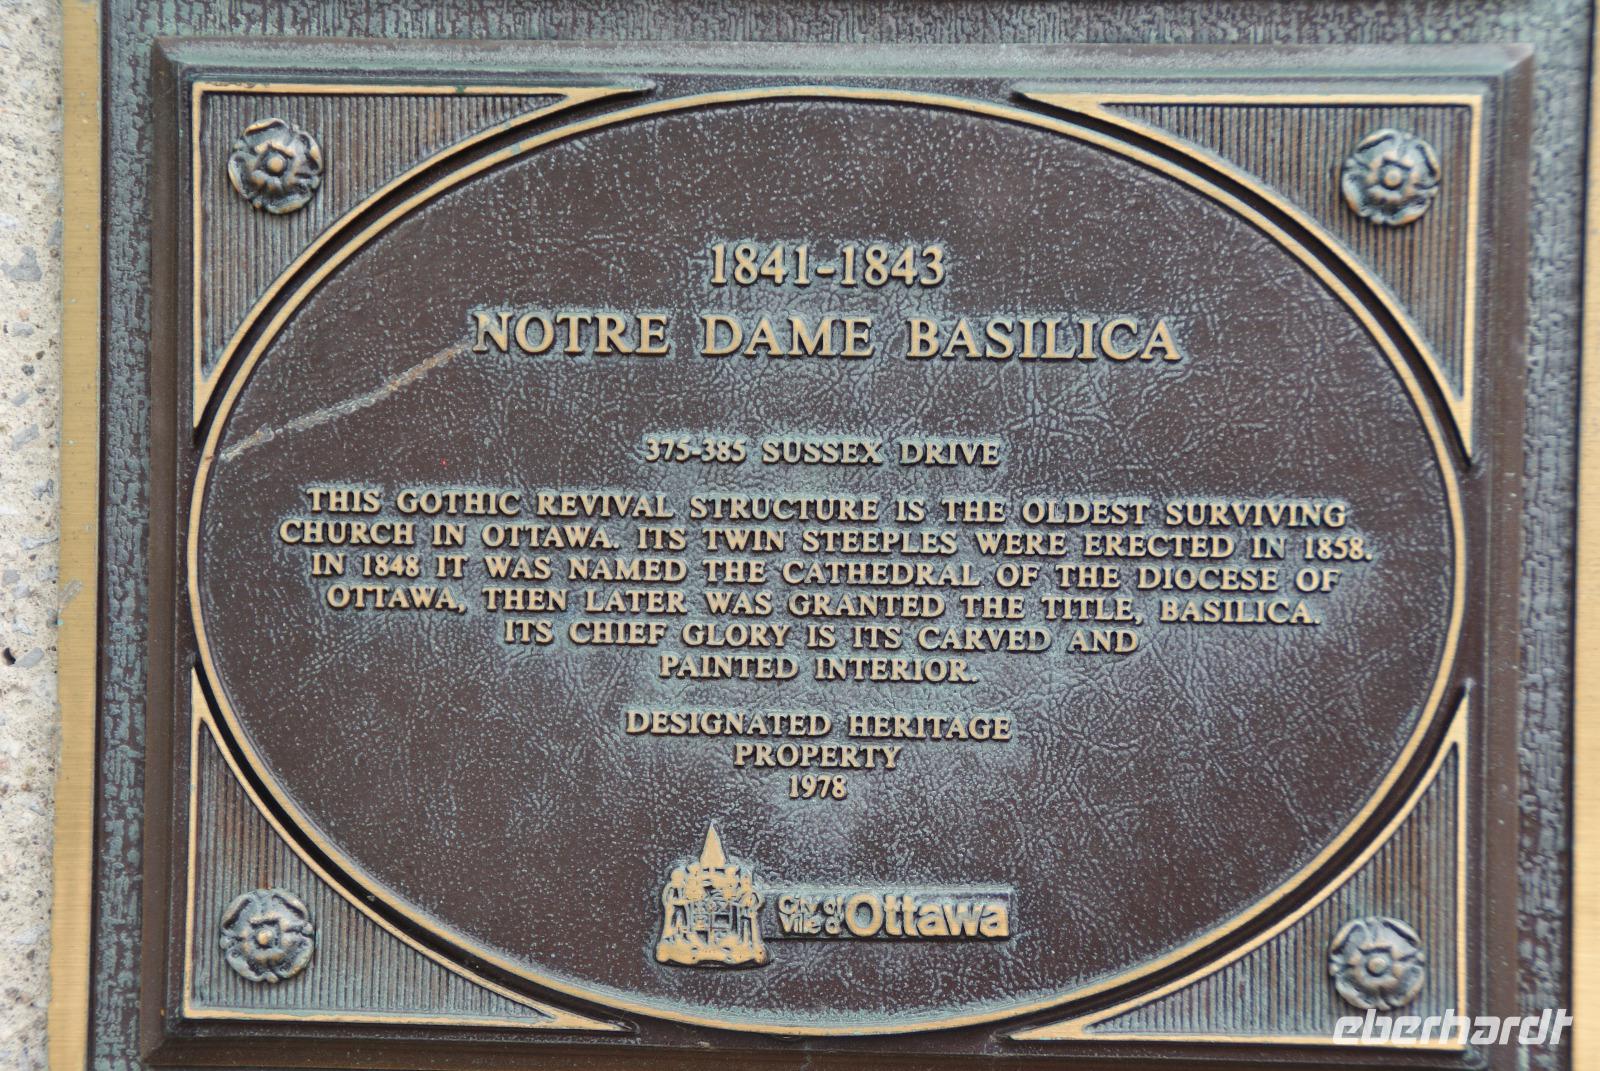 1841-1843
NOTRE DAME BASILICA
375-385 SUSSEX DRIVE
THIS GOTHIC REVIVAL STRUCTURE IS THE OLDEST SURVIVING
CHURCH IN OTTAWA. ITS TWIN STEEPLES WERE ERECTED IN 1858.
IN 1848 IT WAS NAMED THE CATHEDRAL OF THE DIOCESE OF
OTTAWA, THEN LATER WAS GRANTED THE TITLE, BASILICA.
ITS CHIEF GLORY IS ITS CARVED AND
PAINTED INTERIOR.
DESIGNATED HERITAGE
PROPERTY
1978
City of
Ville d'
Ottawa
eberhardt